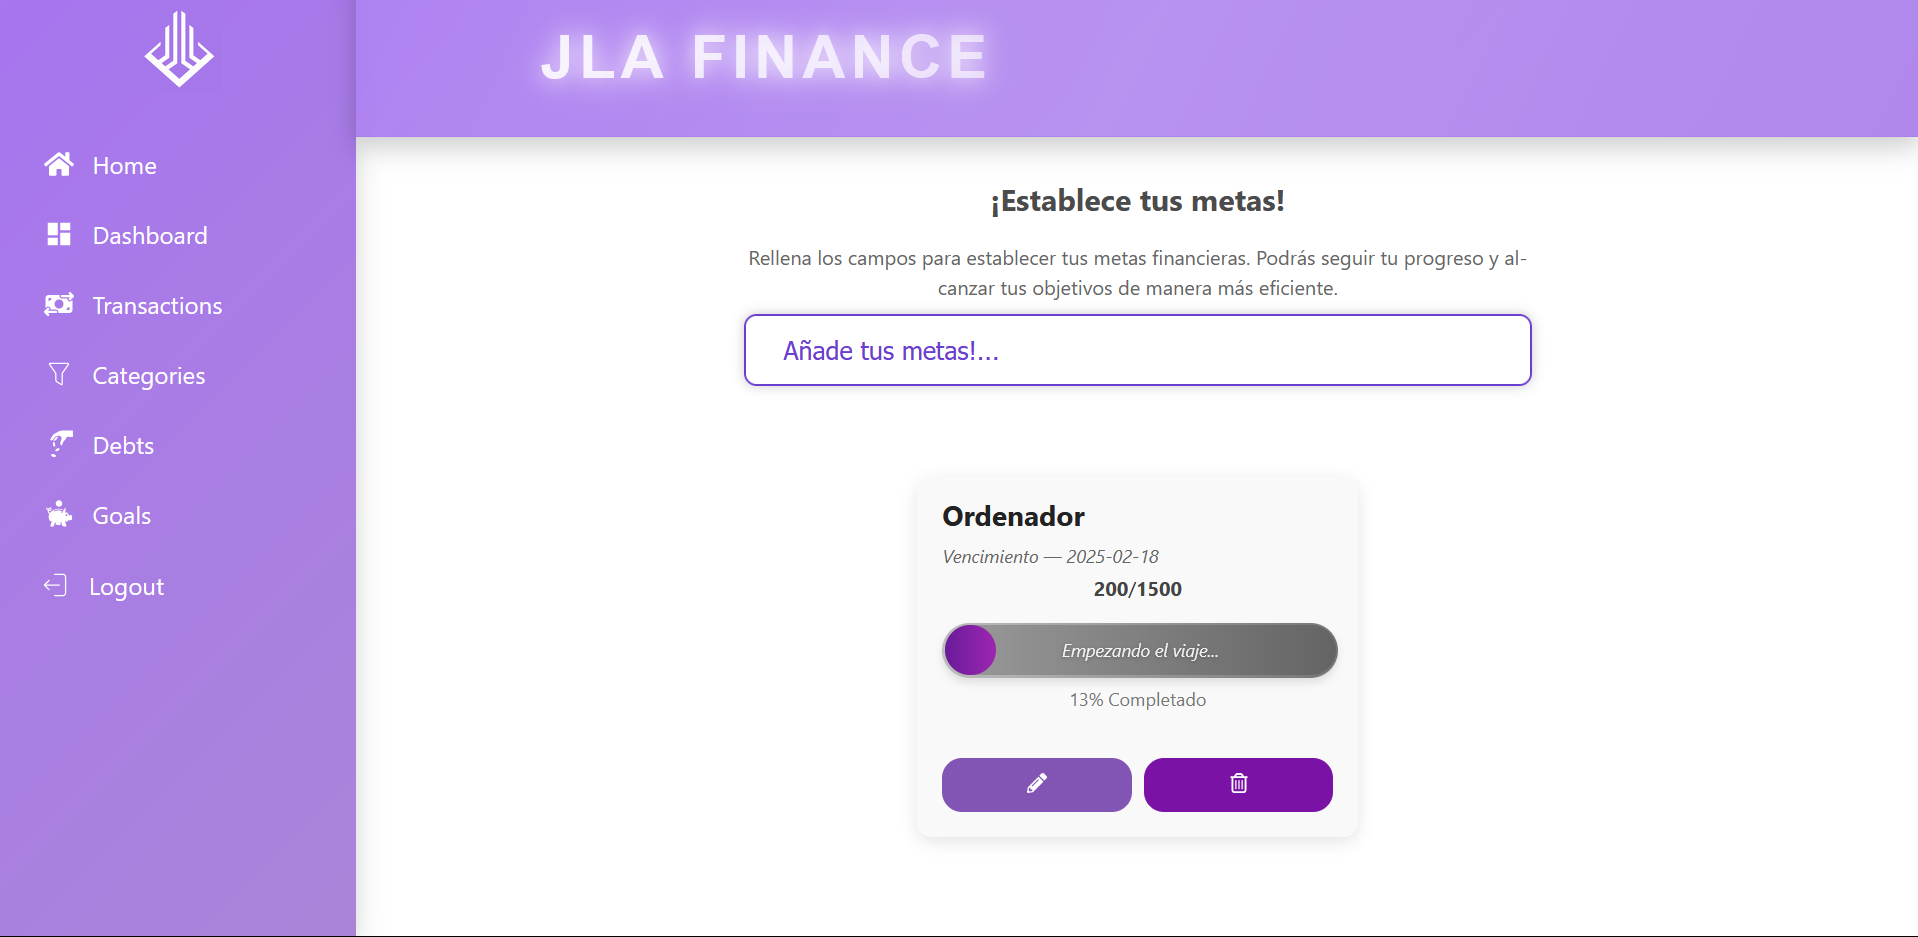 JLA FINANCE
Home
Dashboard
Transactions
Categories
Debts
Goals
Logout
¡Establece tus metas!
Rellena los campos para establecer tus metas financieras. Podrás seguir tu progreso y al-
canzar tus objetivos de manera más eficiente.
Añade tus metas!...
Ordenador
Vencimiento — 2025-02-18
200/1500
Empezando el viaje...
13% Completado